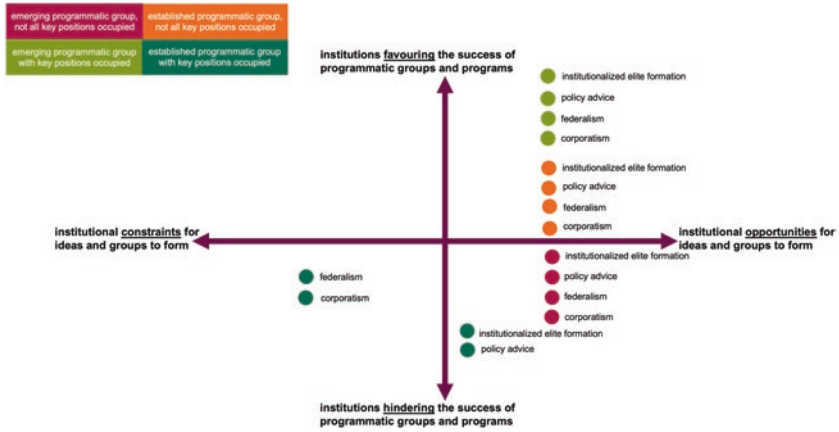 emerging programmatic group,
not all key positions occupied
established programmatic group,
not all key positions occupied
emerging programmatic group
with key positions occupied
established programmatic group
with key positions occupied
institutions favouring the success of
programmatic groups and programs
institutionalized elite formation
policy advice
federalism
corporatism
institutionalized elite formation
policy advice
federalism
corporatism
institutional constraints for
ideas and groups to form
institutional opportunities for
ideas and groups to form
institutionalized elite formation
policy advice
federalism
corporatism
federalism
corporatism
institutionalized elite formation
policy advice
institutions hindering the success of
programmatic groups and programs